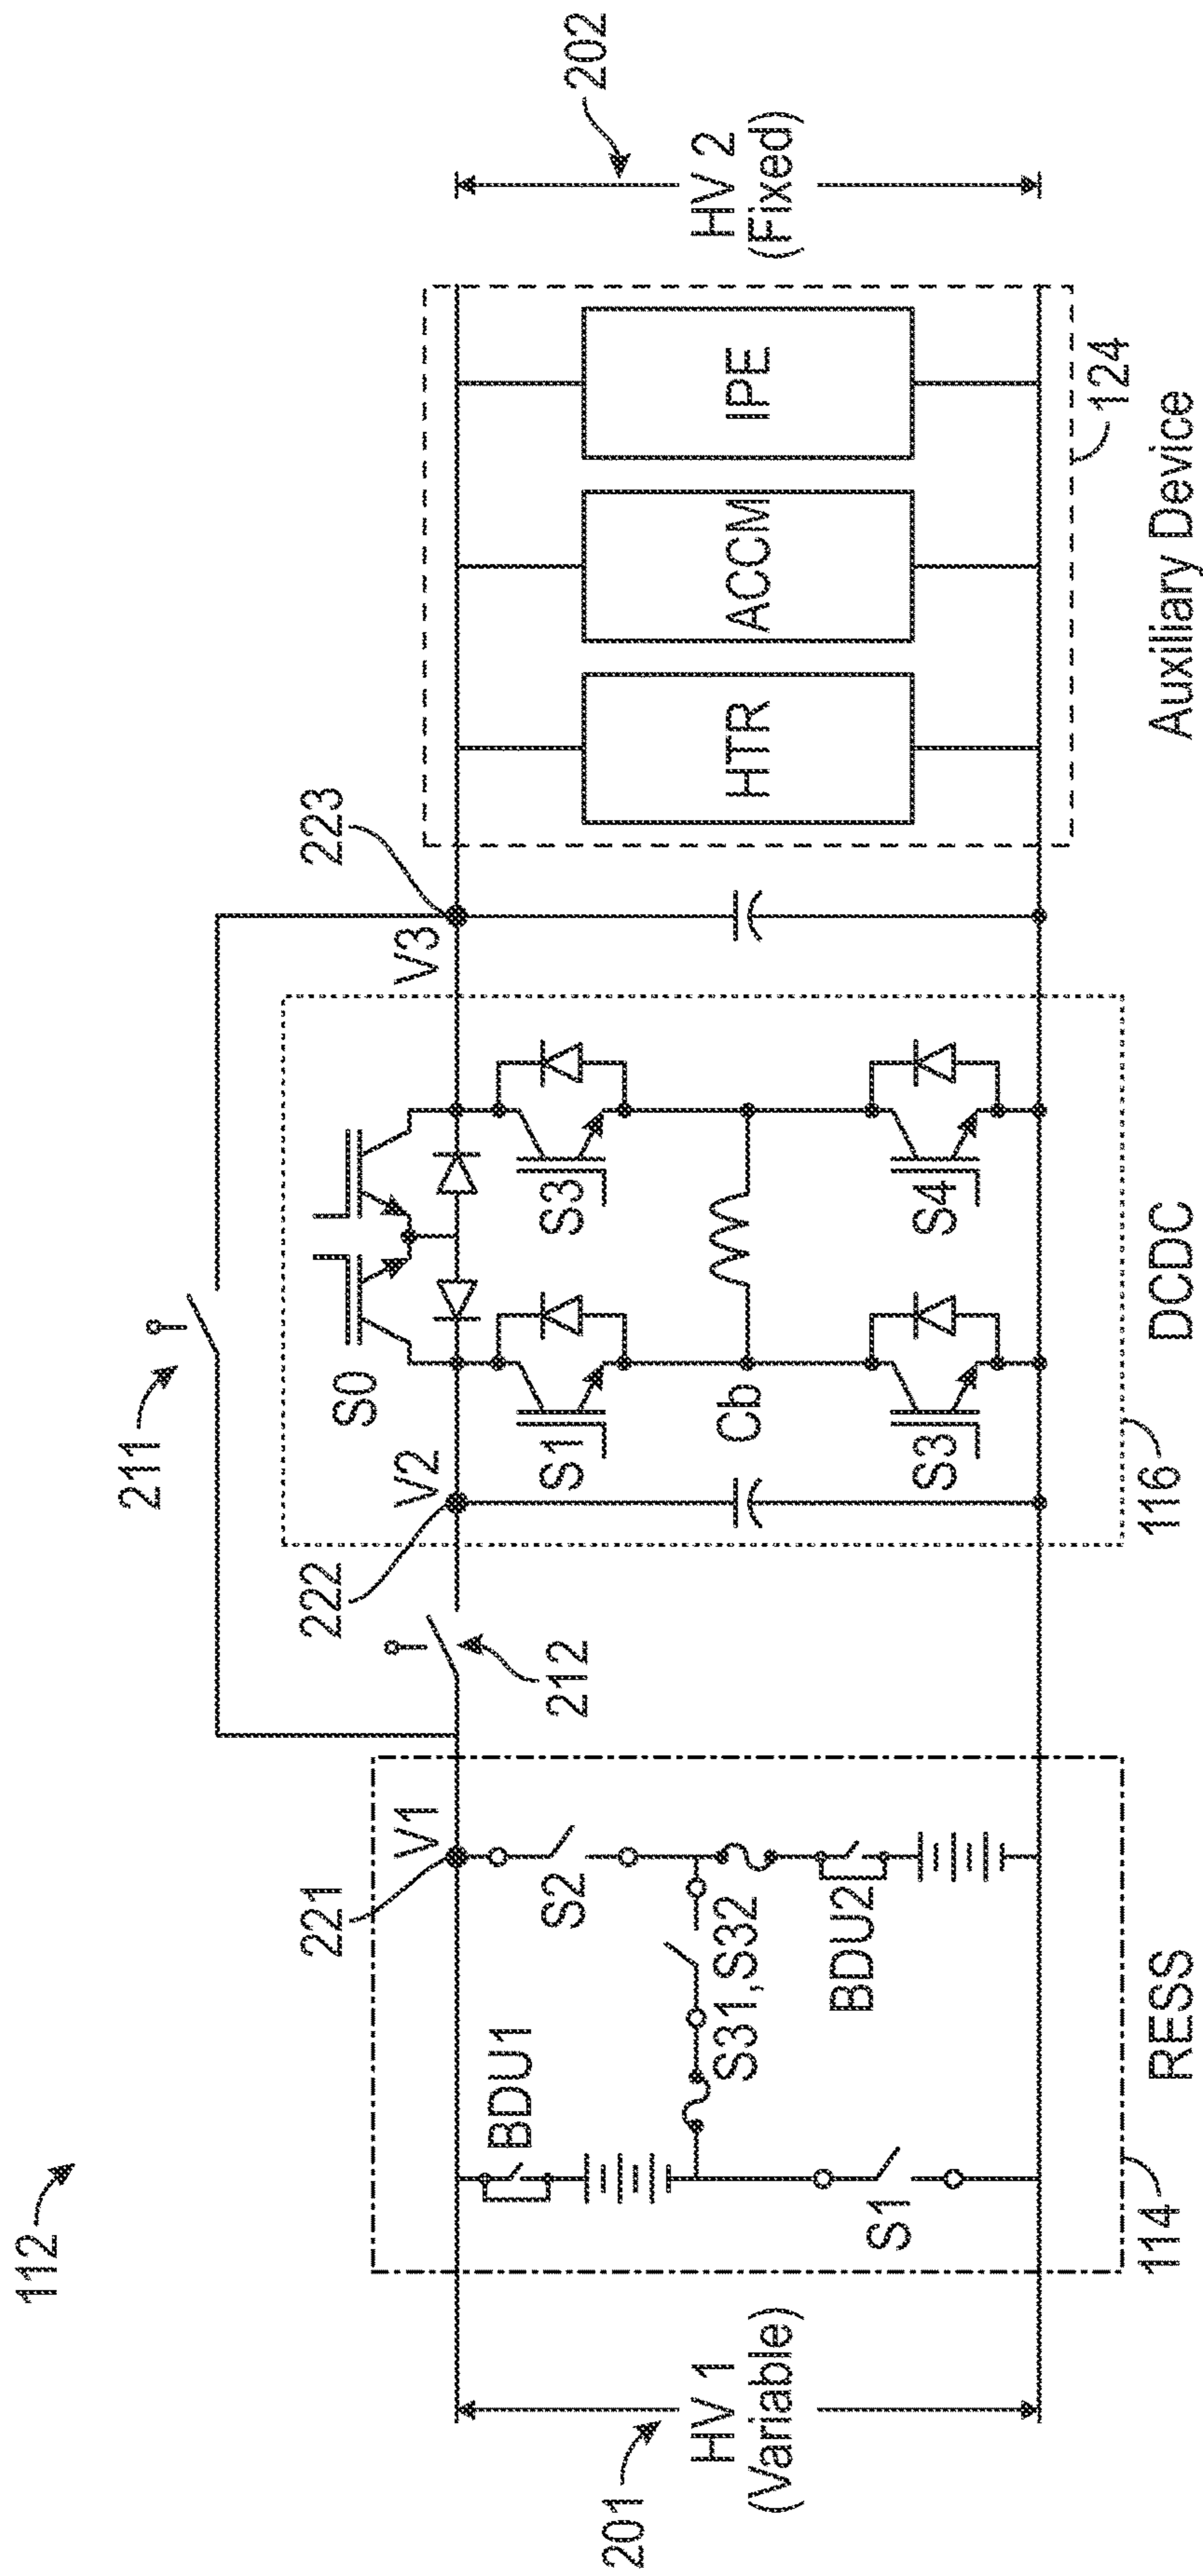 112
211
201
HV 1
(Variable)
221
V1
BDU1
S2
S31,S32
BDU2
S1
114
RESS
212
222
V2
S0
S1
S3
Cb
S3
S4
116
DCDC
V3
223
HTR
ACCM
IPE
124
Auxiliary Device
202
HV 2
(Fixed)